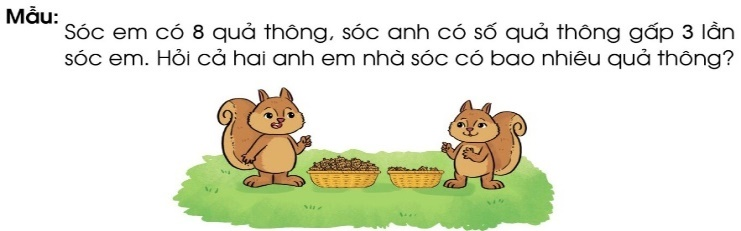 Mẫu:
Sóc em có 8 quả thông, sóc anh có số quả thông gấp 3 lần
sóc em. Hỏi cả hai anh em nhà sóc có bao nhiêu quả thông?